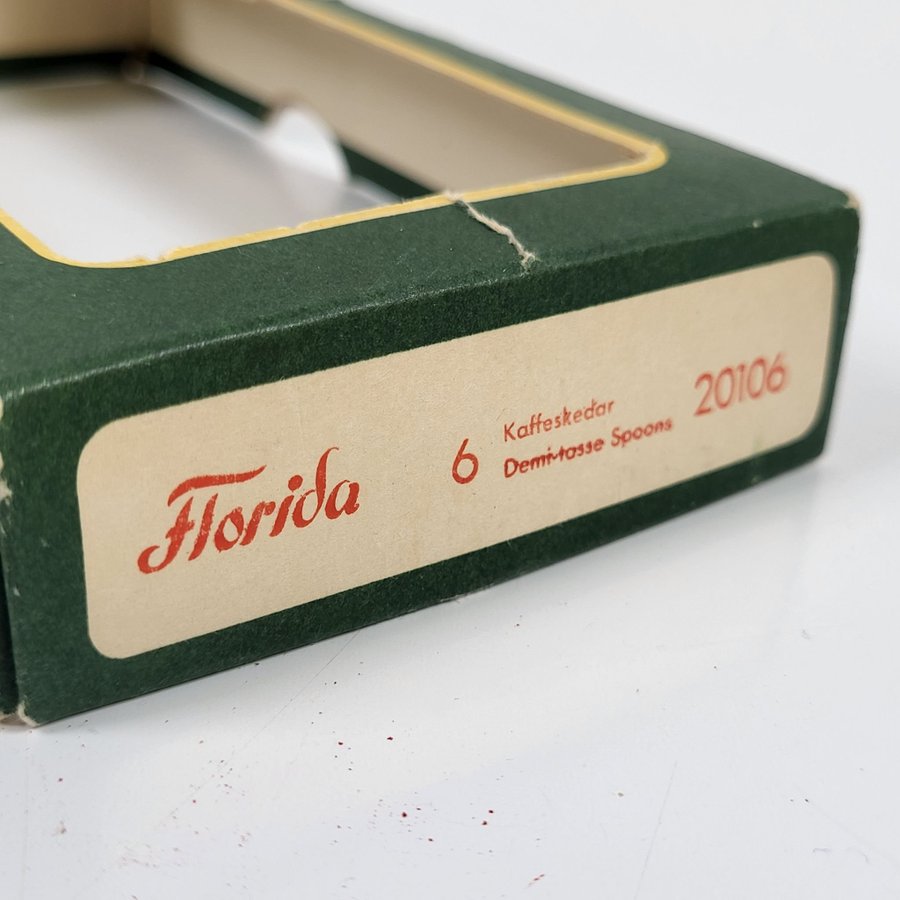 Florida
6
Kaffeskedar
Demi-tasse Spoons
20106